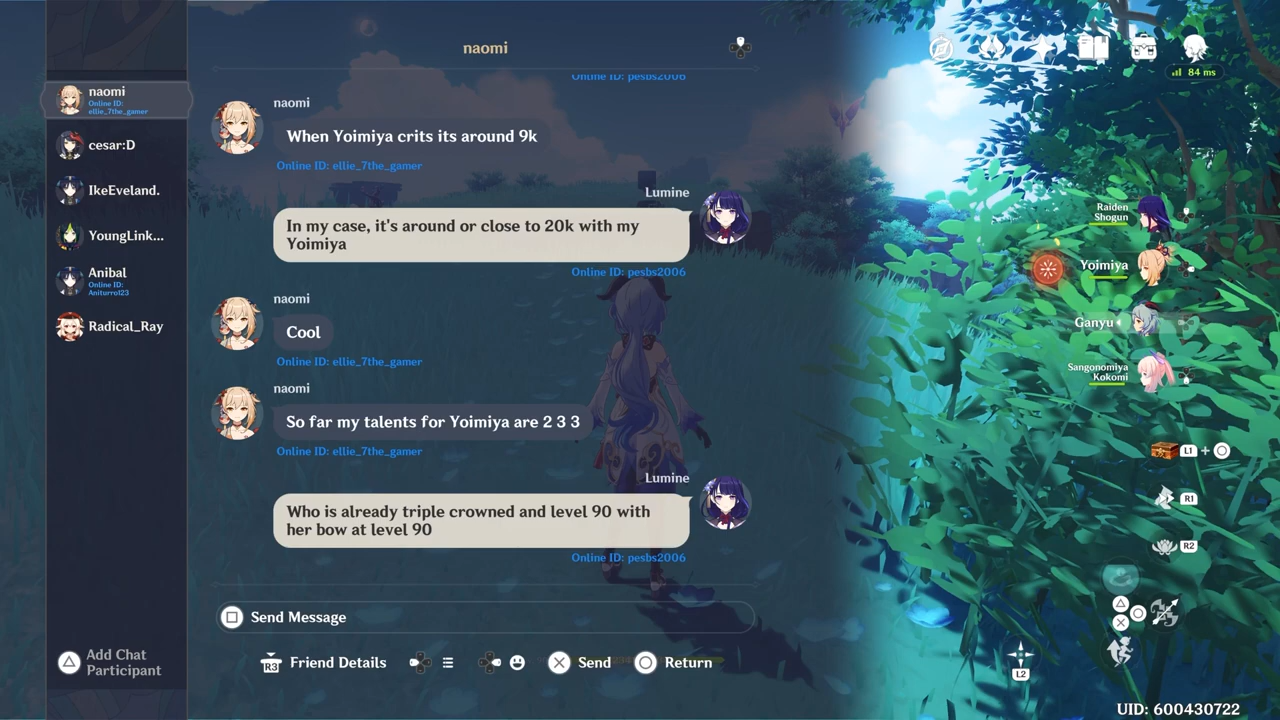 naomi
Online ID:
ellie_7the_gamer
cesar:D
IkeEveland.
YoungLink...
Anibal
Online ID:
Aniturro123
Radical_Ray
Add Chat
Participant
naomi
Online ID: pesbs2006
naomi
When Yoimiya crits its around 9k
Online ID: ellie_7the_gamer
Lumine
In my case, it's around or close to 20k with my
Yoimiya
Online ID: pesbs2006
naomi
Cool
Online ID: ellie_7the_gamer
naomi
So far my talents for Yoimiya are 2 3 3
Online ID: ellie_7the_gamer
Lumine
Who is already triple crowned and level 90 with
her bow at level 90
Online ID: pesbs2006
Send Message
R3 Friend Details
Send
Return
84 ms
Raiden
Shogun
Yoimiya
Ganyu
Sangonomiya
Kokomi
L1 +
R1
R2
L2
UID: 600430722